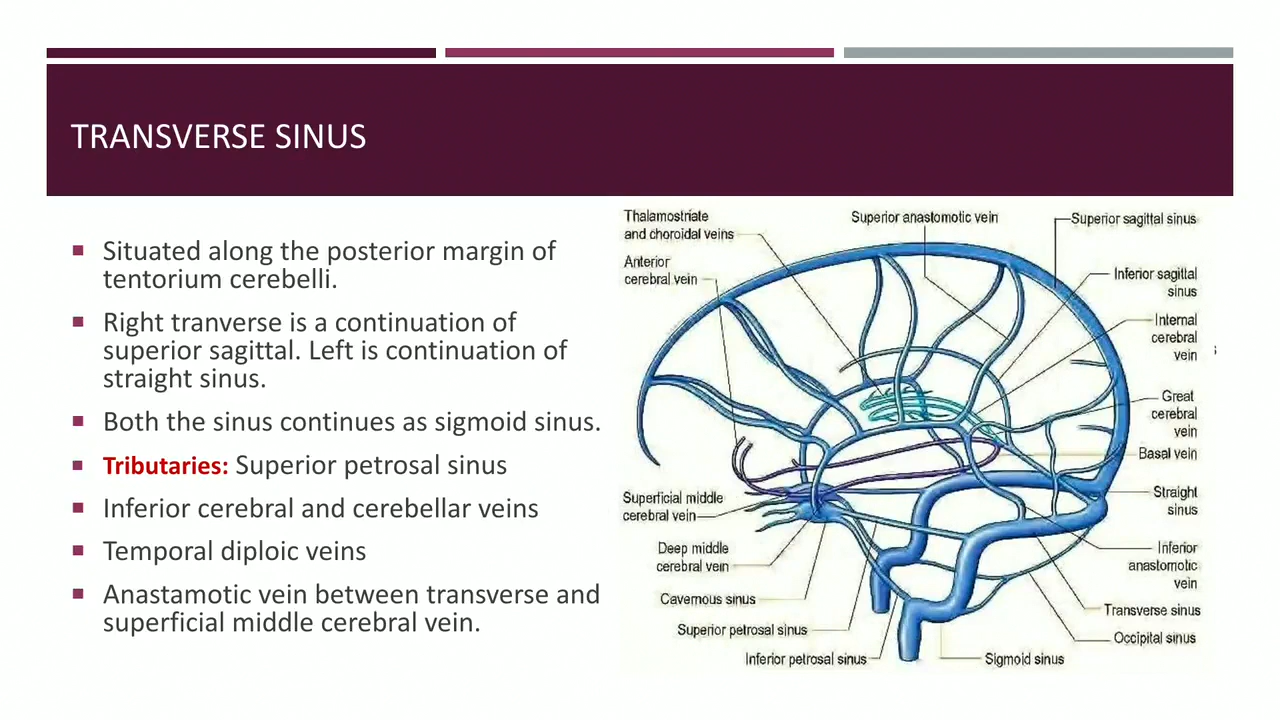 TRANSVERSE SINUS
Situated along the posterior margin of
tentorium cerebelli.
Right tranverse is a continuation of
superior sagittal. Left is continuation of
straight sinus.
Both the sinus continues as sigmoid sinus.
Tributaries: Superior petrosal sinus
Inferior cerebral and cerebellar veins
Temporal diploic veins
Anastamotic vein between transverse and
superficial middle cerebral vein.
Thalamostriate
and choroidal veins
Anterior
cerebral vein
Superior anastomotic vein
Superior sagittal sinus
Inferior sagittal
sinus
Internal
cerebral
vein
Great
cerebral
vein
Basal vein
Straight
sinus
Inferior
anastomotic
vein
Transverse sinus
Occipital sinus
Sigmoid sinus
Superficial middle
cerebral vein
Deep middle
cerebral vein
Cavernous sinus
Superior petrosal sinus
Inferior petrosal sinus